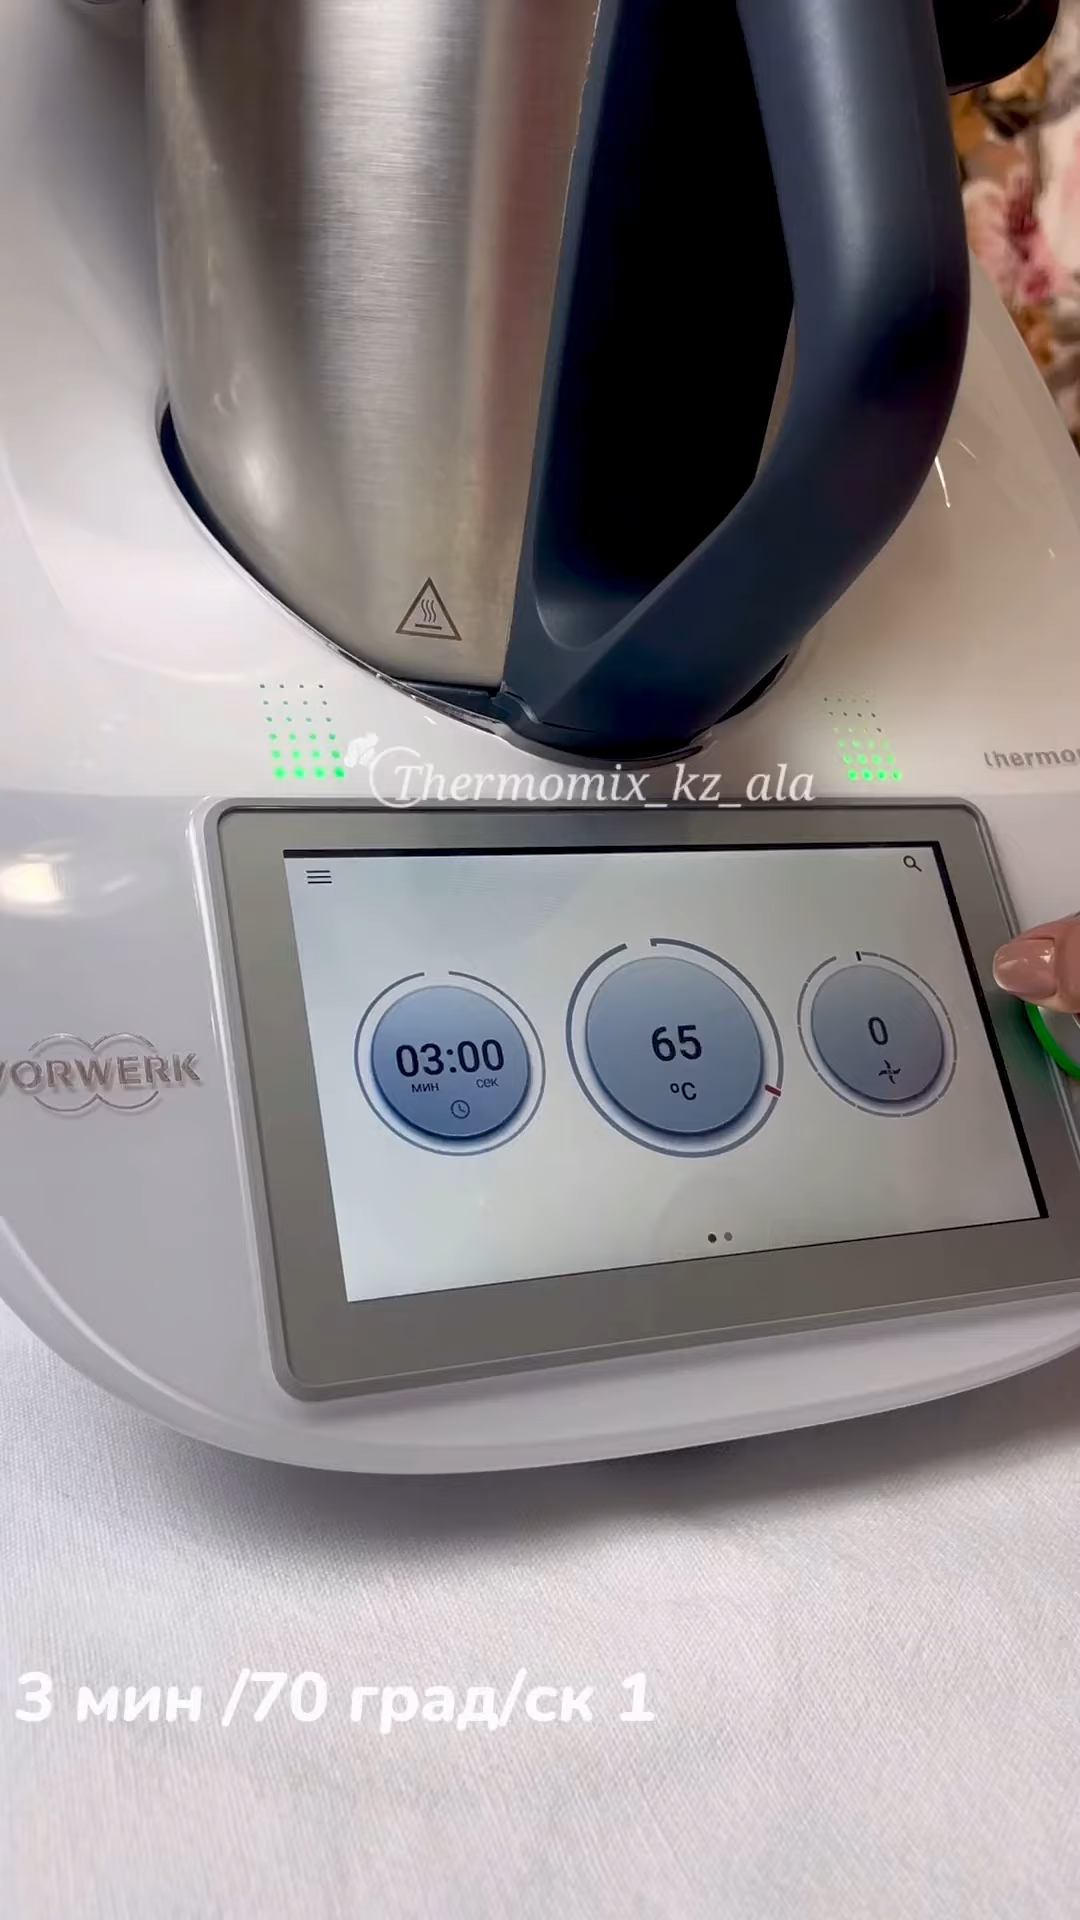 Thermomix_kz_ala
thermo
VORWERK
03:00
мин сек
65
°C
0
3 мин /70 град/ск 1